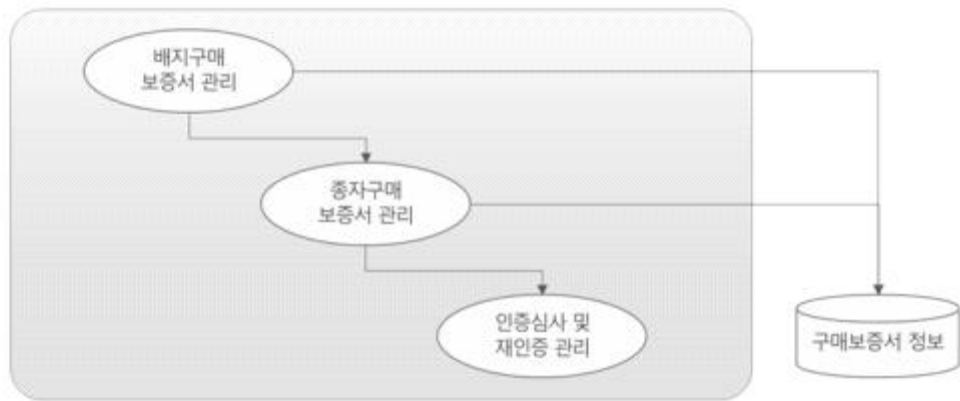 배지구매
보증서 관리
종자구매
보증서 관리
인증심사 및
재인증 관리
구매보증서 정보